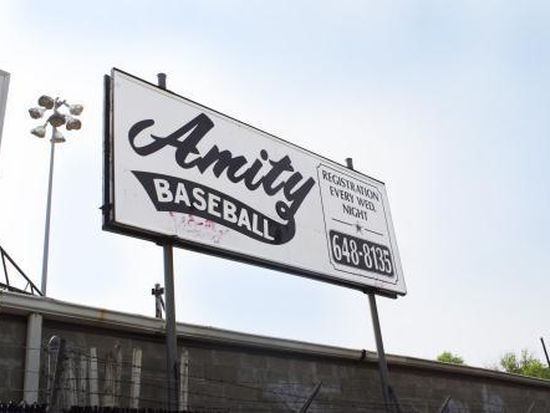 Amity
BASEBALL
REGISTRATION
EVERY WED.
NIGHT
648-8135